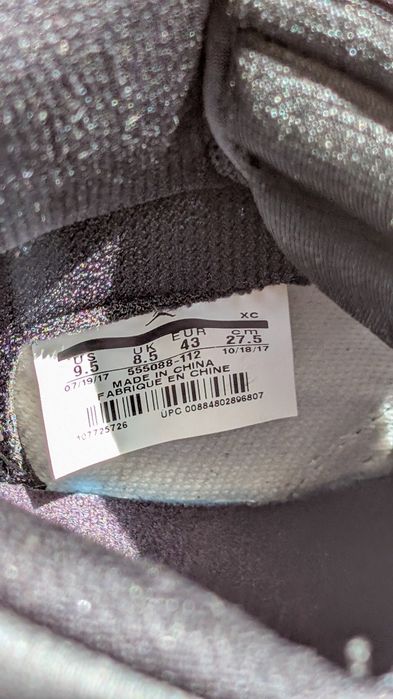 XC
US UK EUR cm
9.5 8.5 43 27.5
07/19/17 555088-112 10/18/17
MADE IN CHINA
FABRIQUE EN CHINE
UPC 00884802896807